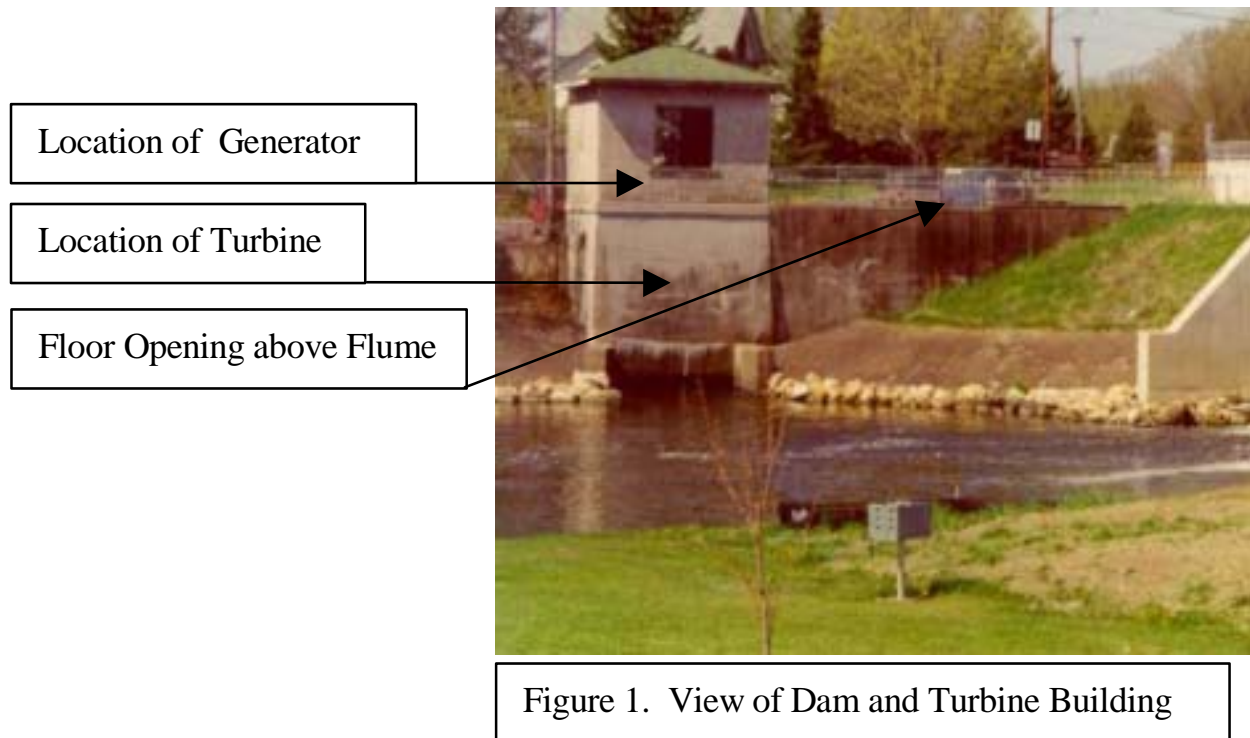 Location of Generator
Location of Turbine
Floor Opening above Flume
Figure 1. View of Dam and Turbine Building